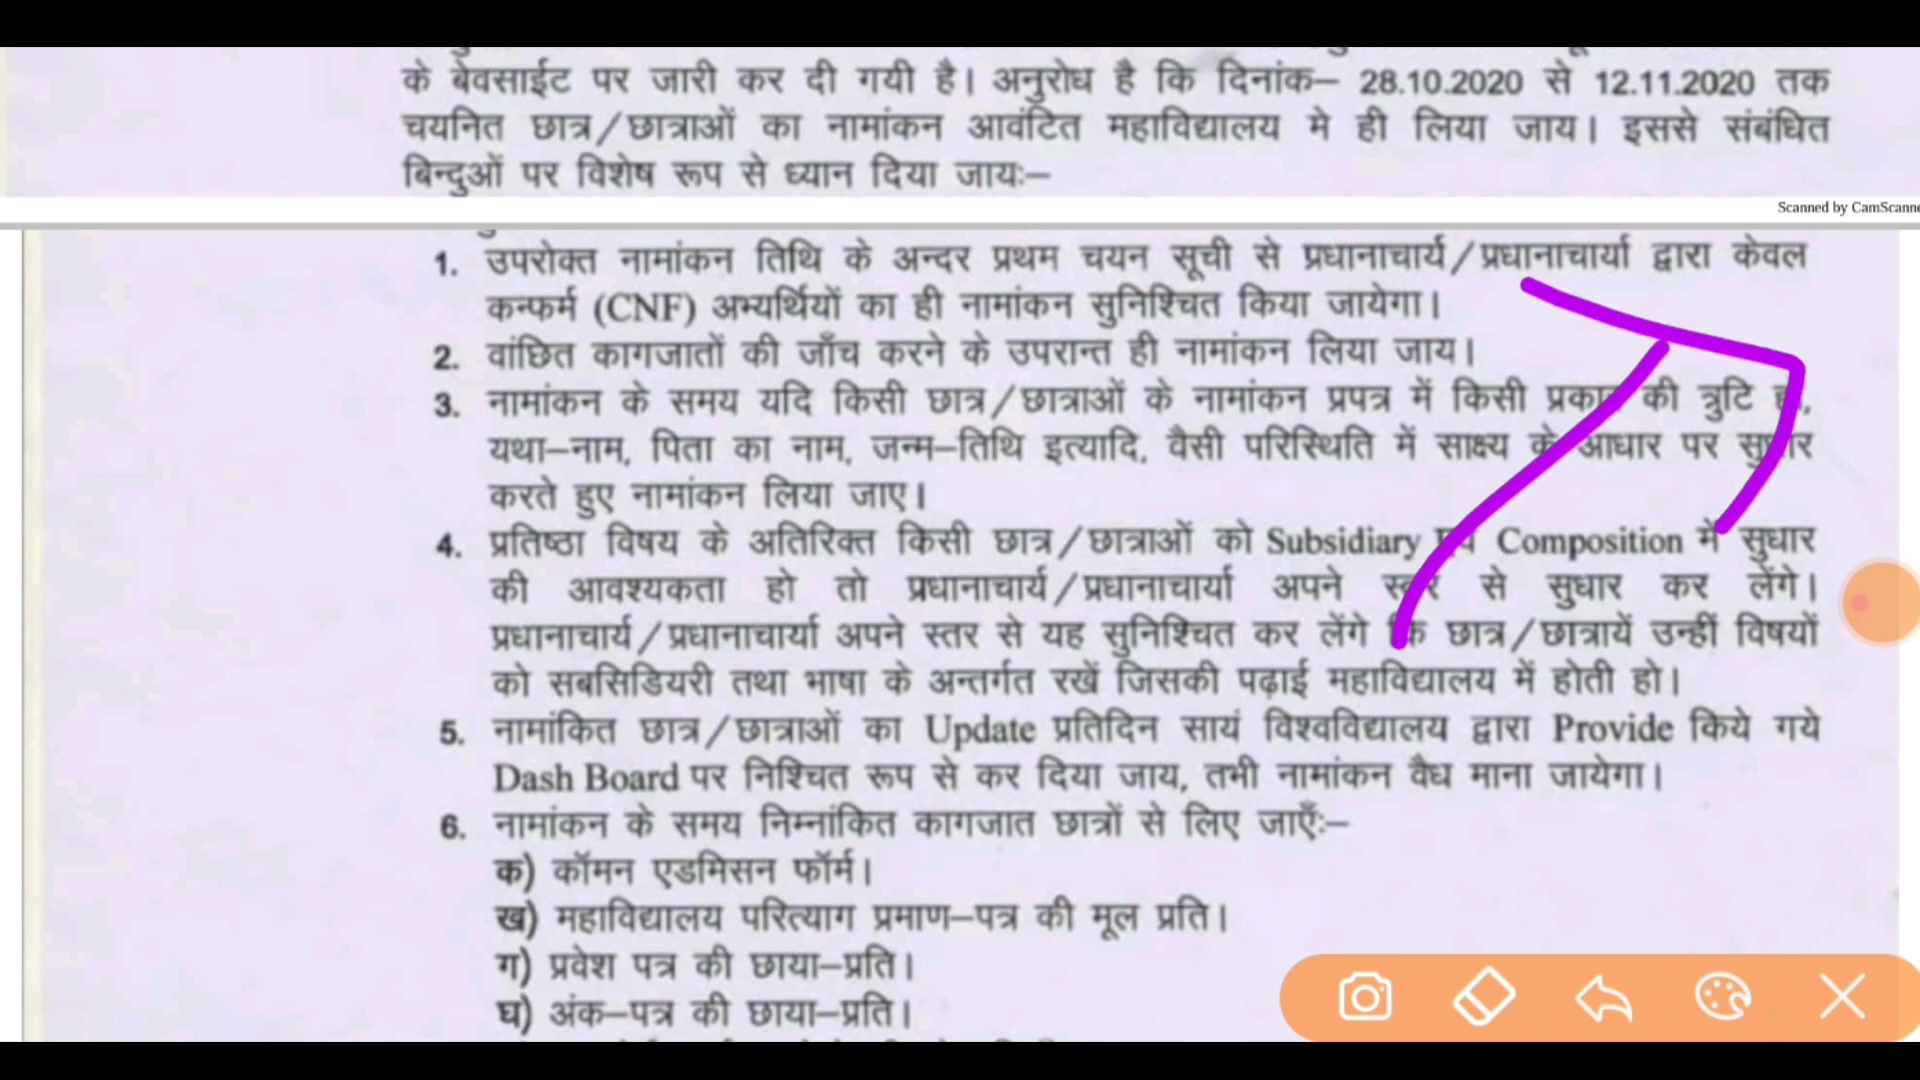 के बेवसाईट पर जारी कर दी गयी है। अनुरोध है कि दिनांक– 28.10.2020 से 12.11.2020 तक
चयनित छात्र/छात्राओं का नामांकन आवंटित महाविद्यालय मे ही लिया जाय। इससे संबंधित
बिन्दुओं पर विशेष रूप से ध्यान दिया जायः–
Scanned by CamScanne
1. उपरोक्त नामांकन तिथि के अन्दर प्रथम चयन सूची से प्रधानाचार्य/प्रधानाचार्या द्वारा केवल
कन्फर्म (CNF) अभ्यर्थियों का ही नामांकन सुनिश्चित किया जायेगा।
2. वांछित कागजातों की जाँच करने के उपरान्त ही नामांकन लिया जाय।
3. नामांकन के समय यदि किसी छात्र/छात्राओं के नामांकन प्रपत्र में किसी प्रकार की त्रुटि हो,
यथा–नाम, पिता का नाम, जन्म–तिथि इत्यादि, वैसी परिस्थिति में साक्ष्य के आधार पर सुधार
करते हुए नामांकन लिया जाए।
4. प्रतिष्ठा विषय के अतिरिक्त किसी छात्र/छात्राओं को Subsidiary एवं Composition में सुधार
की आवश्यकता हो तो प्रधानाचार्य/प्रधानाचार्या अपने स्तर से सुधार कर लेंगे।
प्रधानाचार्य/प्रधानाचार्या अपने स्तर से यह सुनिश्चित कर लेंगे कि छात्र/छात्रायें उन्हीं विषयों
को सबसिडियरी तथा भाषा के अन्तर्गत रखें जिसकी पढ़ाई महाविद्यालय में होती हो।
5. नामांकित छात्र/छात्राओं का Update प्रतिदिन सायं विश्वविद्यालय द्वारा Provide किये गये
Dash Board पर निश्चित रूप से कर दिया जाय, तभी नामांकन वैध माना जायेगा।
6. नामांकन के समय निम्नांकित कागजात छात्रों से लिए जाएँः–
क) कॉमन एडमिसन फॉर्म।
ख) महाविद्यालय परित्याग प्रमाण–पत्र की मूल प्रति।
ग) प्रवेश पत्र की छाया–प्रति।
घ) अंक–पत्र की छाया–प्रति।